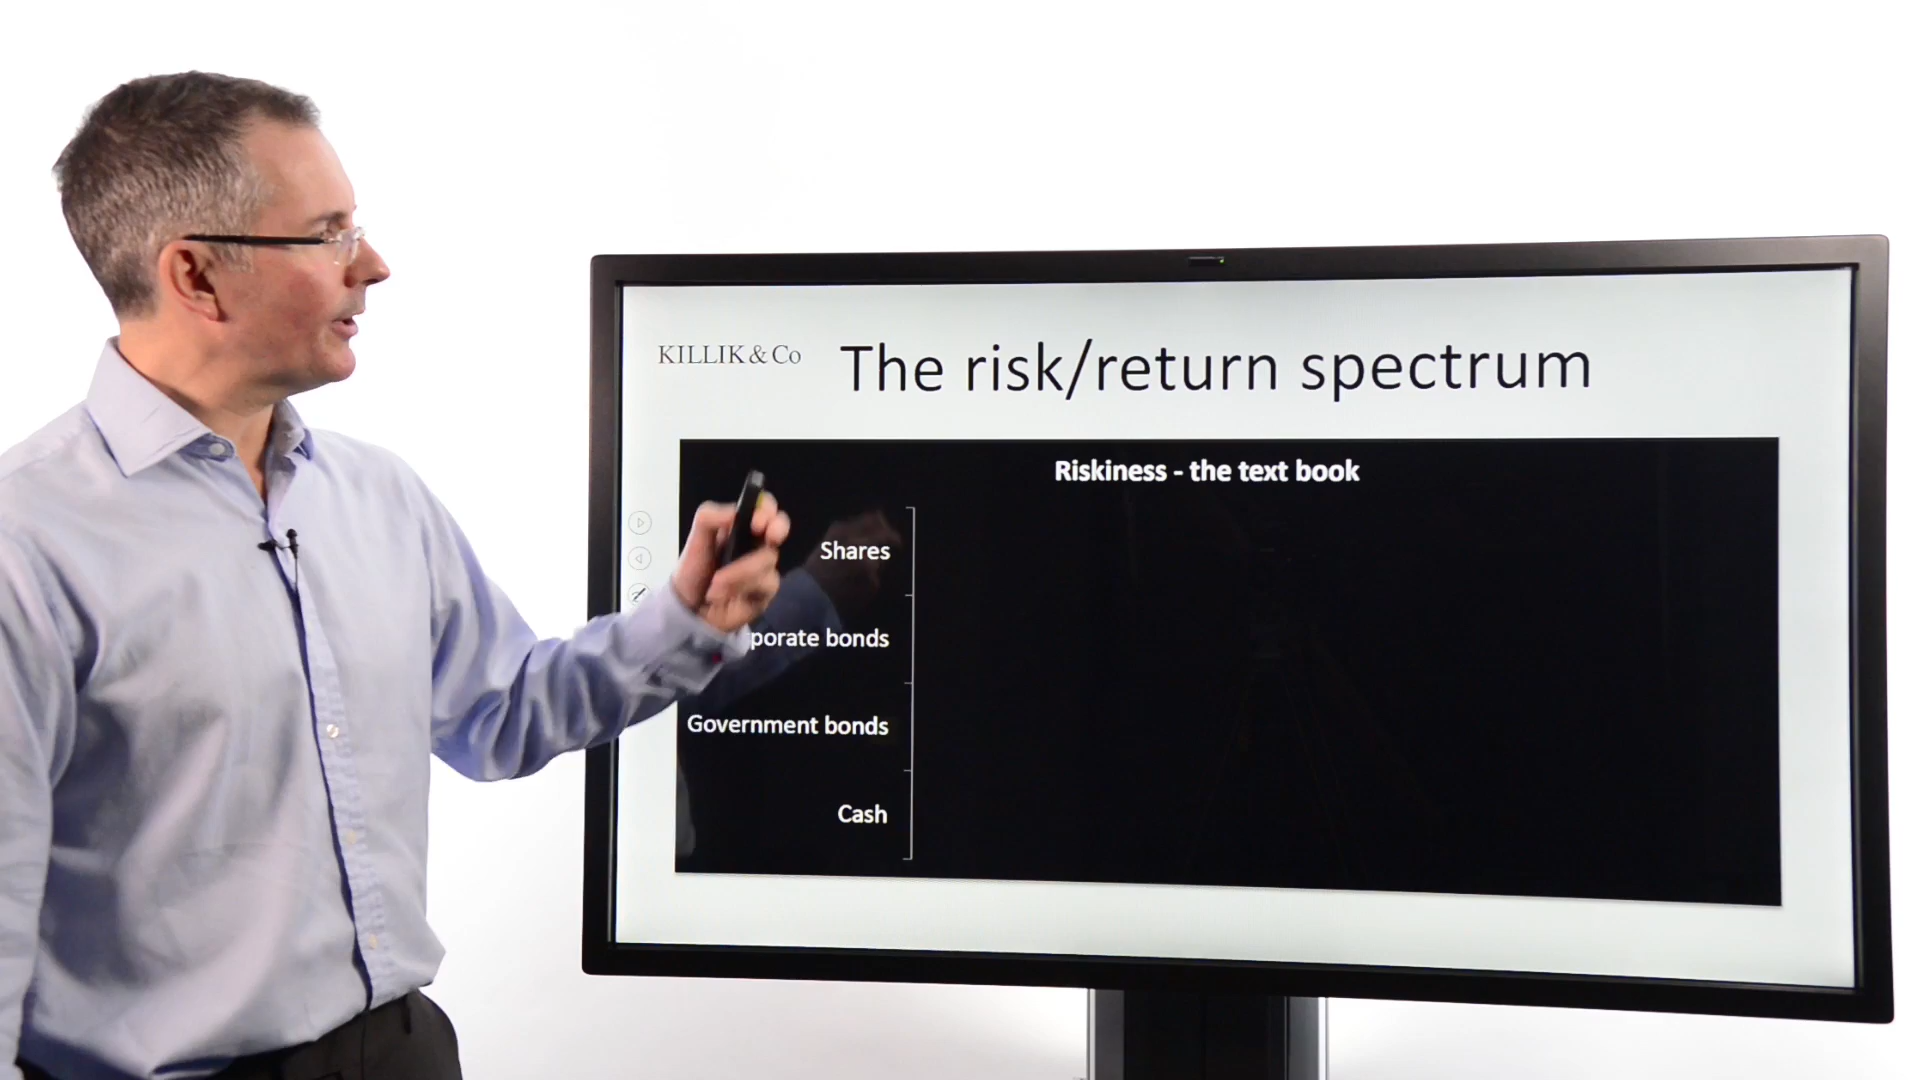 KILLIK & Co
The risk/return spectrum
Riskiness - the text book
Shares
porate bonds
Government bonds
Cash